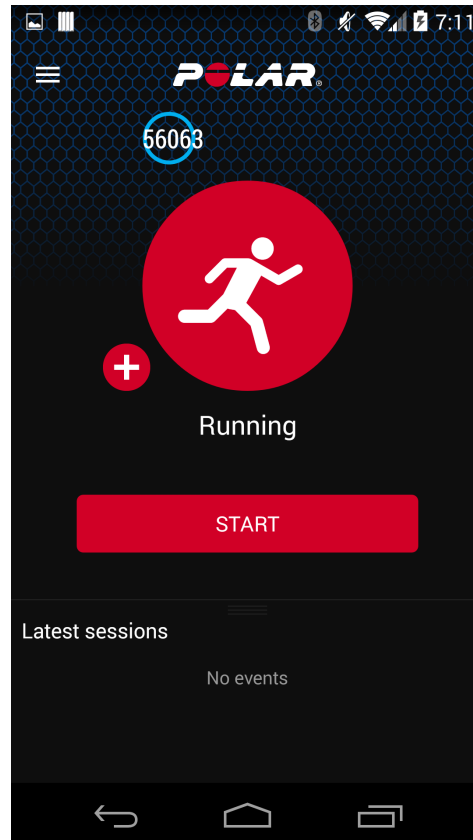 7:11
POLAR
56063
Running
START
Latest sessions
No events